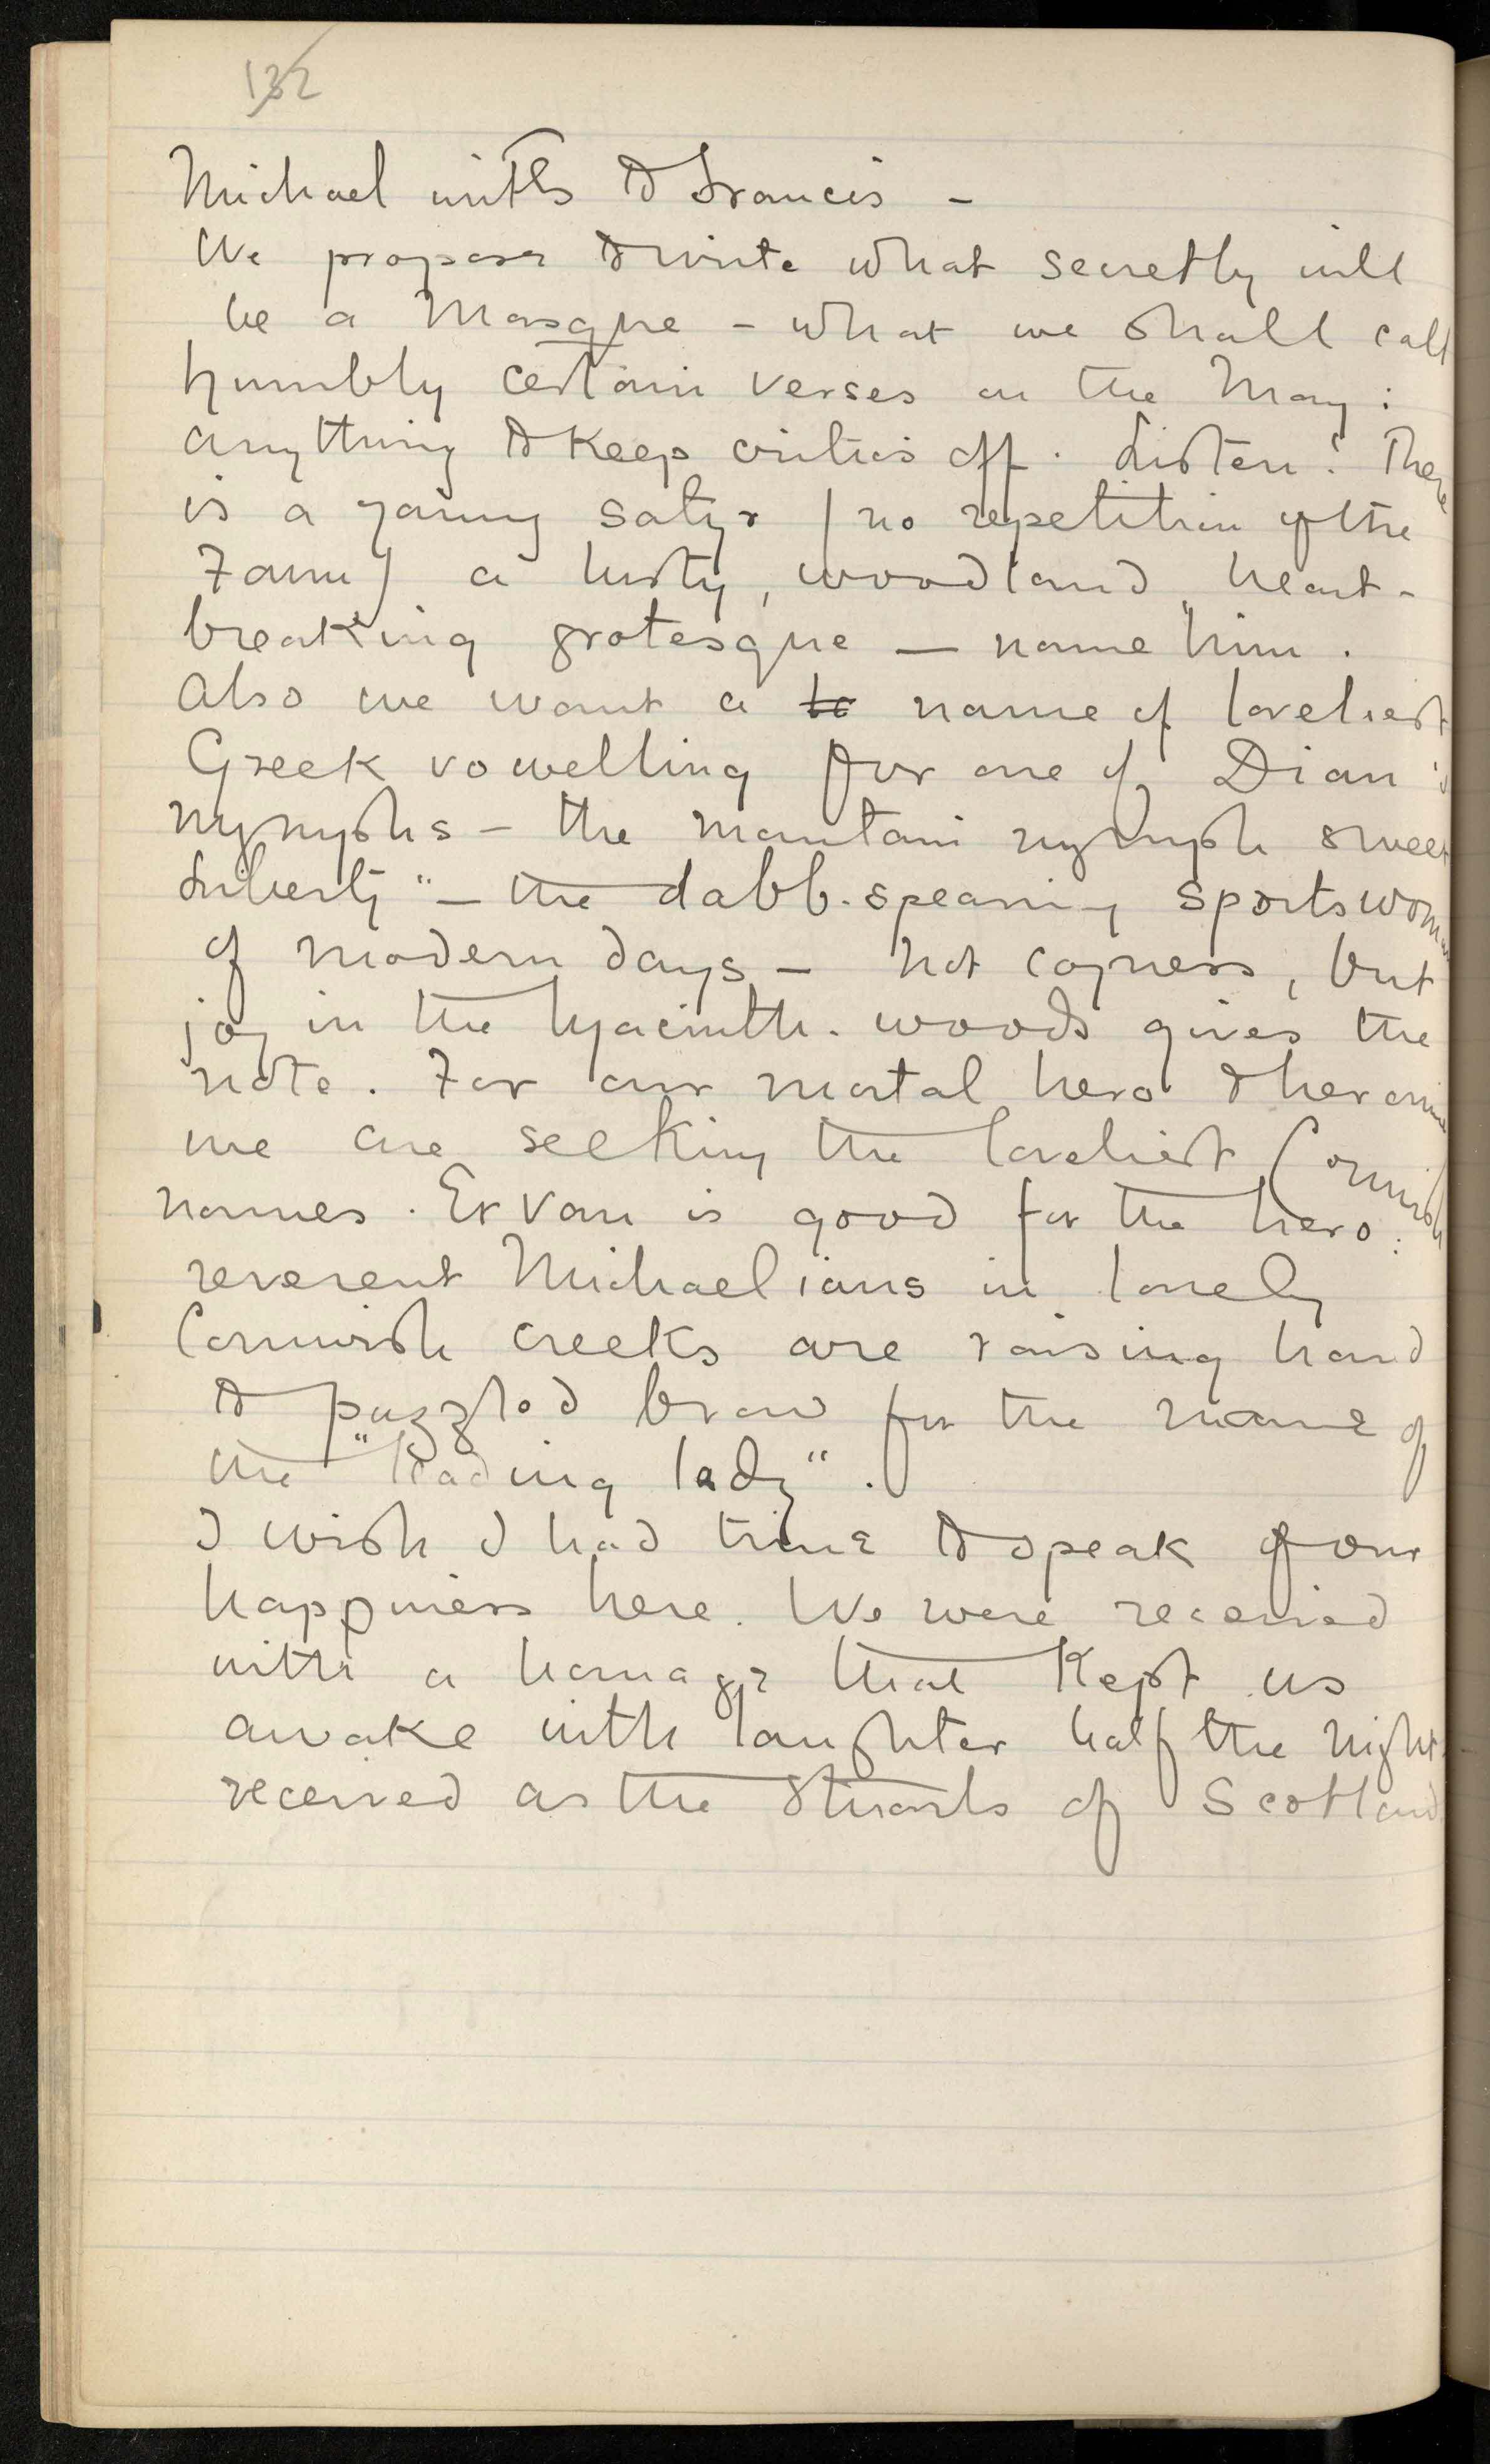 132
Michael writes to Francis –
We propose to write what secretly will
be a Masque – what we shall call
humbly certain verses on the May :
anything to keep critics off. Listen! There
is a young satyr (no repetition of the
Faun) a lusty, woodland, heart-
breaking grotesque — name him.
Also we want a to name of loveliest
Greek vowelling for one of Dian's
nymphs – the mountain nymph sweet
Liberty" – the dabb-spearing sportswoman
of modern days – not coyness, but
joy in the hyacinth-woods gives the
note. For our mortal hero & heroine
we are seeking the loveliest Cornish
names. Ervan is good for the hero :
reverent Michaelians in lonely
Cornish creeks are raising hand
to puzzled brow for the name of
the "leading lady".
I wish I had time to speak of our
happiness here. We were received
with a homage that kept us
awake with laughter half the night
received as the Stuarts of Scotland